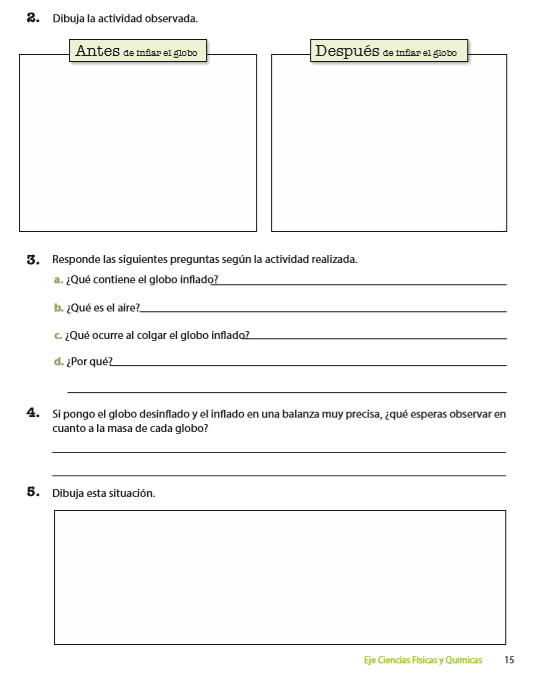 2. Dibuja la actividad observada.
Antes de inflar el globo
Después de inflar el globo
3. Responde las siguientes preguntas según la actividad realizada.
a. ¿Qué contiene el globo inflado?
b. ¿Qué es el aire?
c. ¿Qué ocurre al colgar el globo inflado?
d. ¿Por qué?
4. Si pongo el globo desinflado y el inflado en una balanza muy precisa, ¿qué esperas observar en
cuanto a la masa de cada globo?
5. Dibuja esta situación.
Eje Ciencias Físicas y Químicas 15